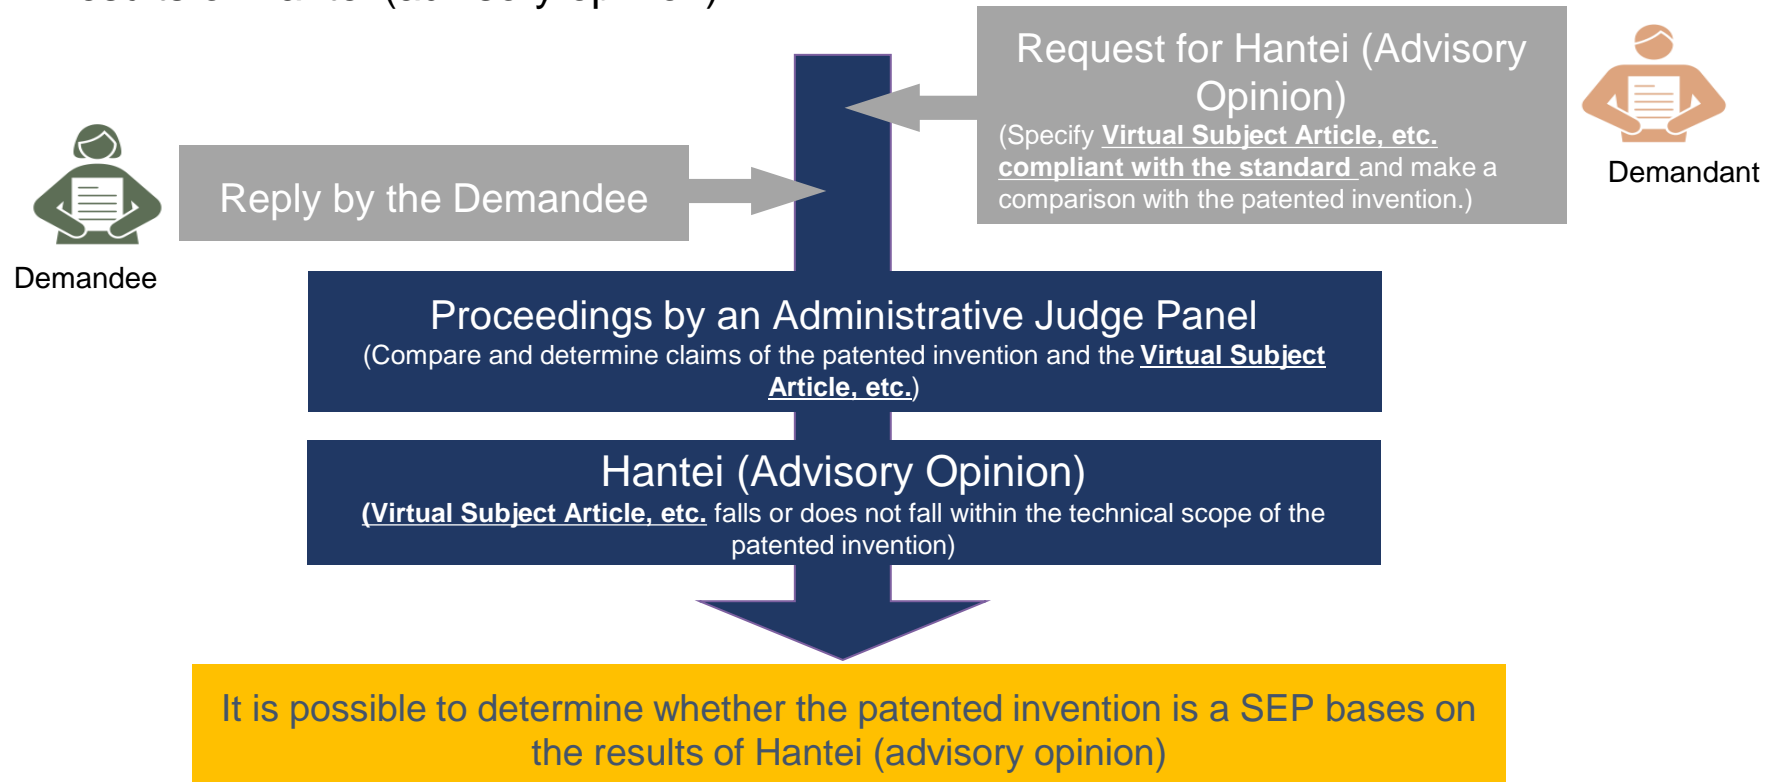 (advisory opinion)
Request for Hantei (Advisory
Opinion)
(Specify Virtual Subject Article, etc.
compliant with the standard and make a
comparison with the patented invention.)
Demandant
Reply by the Demandee
Demandee
Proceedings by an Administrative Judge Panel
(Compare and determine claims of the patented invention and the Virtual Subject
Article, etc.)
Hantei (Advisory Opinion)
(Virtual Subject Article, etc. falls or does not fall within the technical scope of the
patented invention)
It is possible to determine whether the patented invention is a SEP bases on
the results of Hantei (advisory opinion)